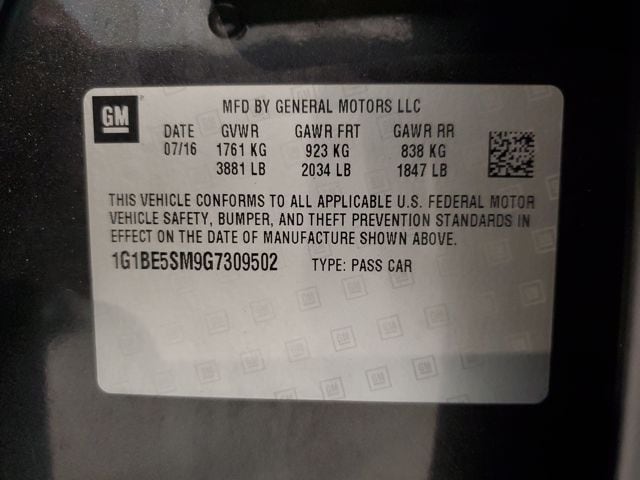 GM
MFD BY GENERAL MOTORS LLC
DATE GVWR GAWR FRT GAWR RR
07/16 1761 KG 923 KG 838 KG
3881 LB 2034 LB 1847 LB
THIS VEHICLE CONFORMS TO ALL APPLICABLE U.S. FEDERAL MOTOR
VEHICLE SAFETY, BUMPER, AND THEFT PREVENTION STANDARDS IN
EFFECT ON THE DATE OF MANUFACTURE SHOWN ABOVE.
1G1BE5SM9G7309502 TYPE: PASS CAR